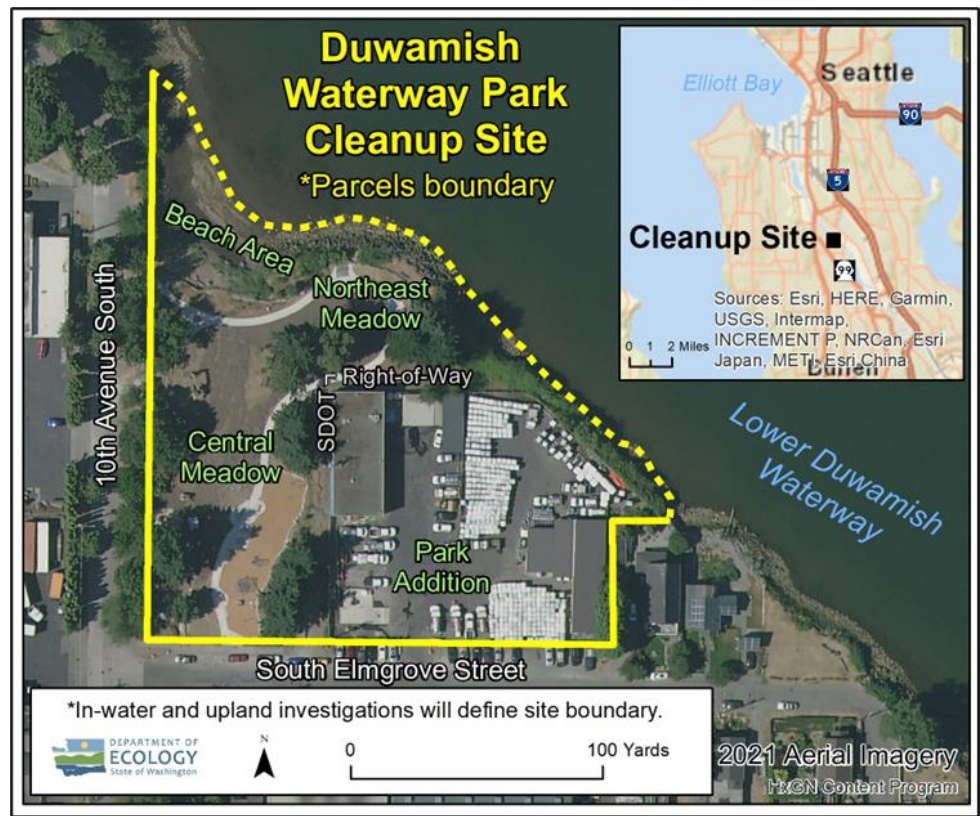 Duwamish
Waterway Park
Cleanup Site
*Parcels boundary
Elliott Bay
Seattle
90
5
Cleanup Site
99
Sources: Esri, HERE, Garmin,
USGS, Intermap,
INCREMENT P, NRCan, Esri
Japan, METI, Esri China
0 1 2 Miles
Beach Area
Northeast
Meadow
Right-of-Way
SDOT
10th Avenue South
Central
Meadow
Park
Addition
Lower Duwamish
Waterway
South Elmgrove Street
*In-water and upland investigations will define site boundary.
DEPARTMENT OF
ECOLOGY
State of Washington
N
0 100 Yards
2021 Aerial Imagery
HxGN Content Program